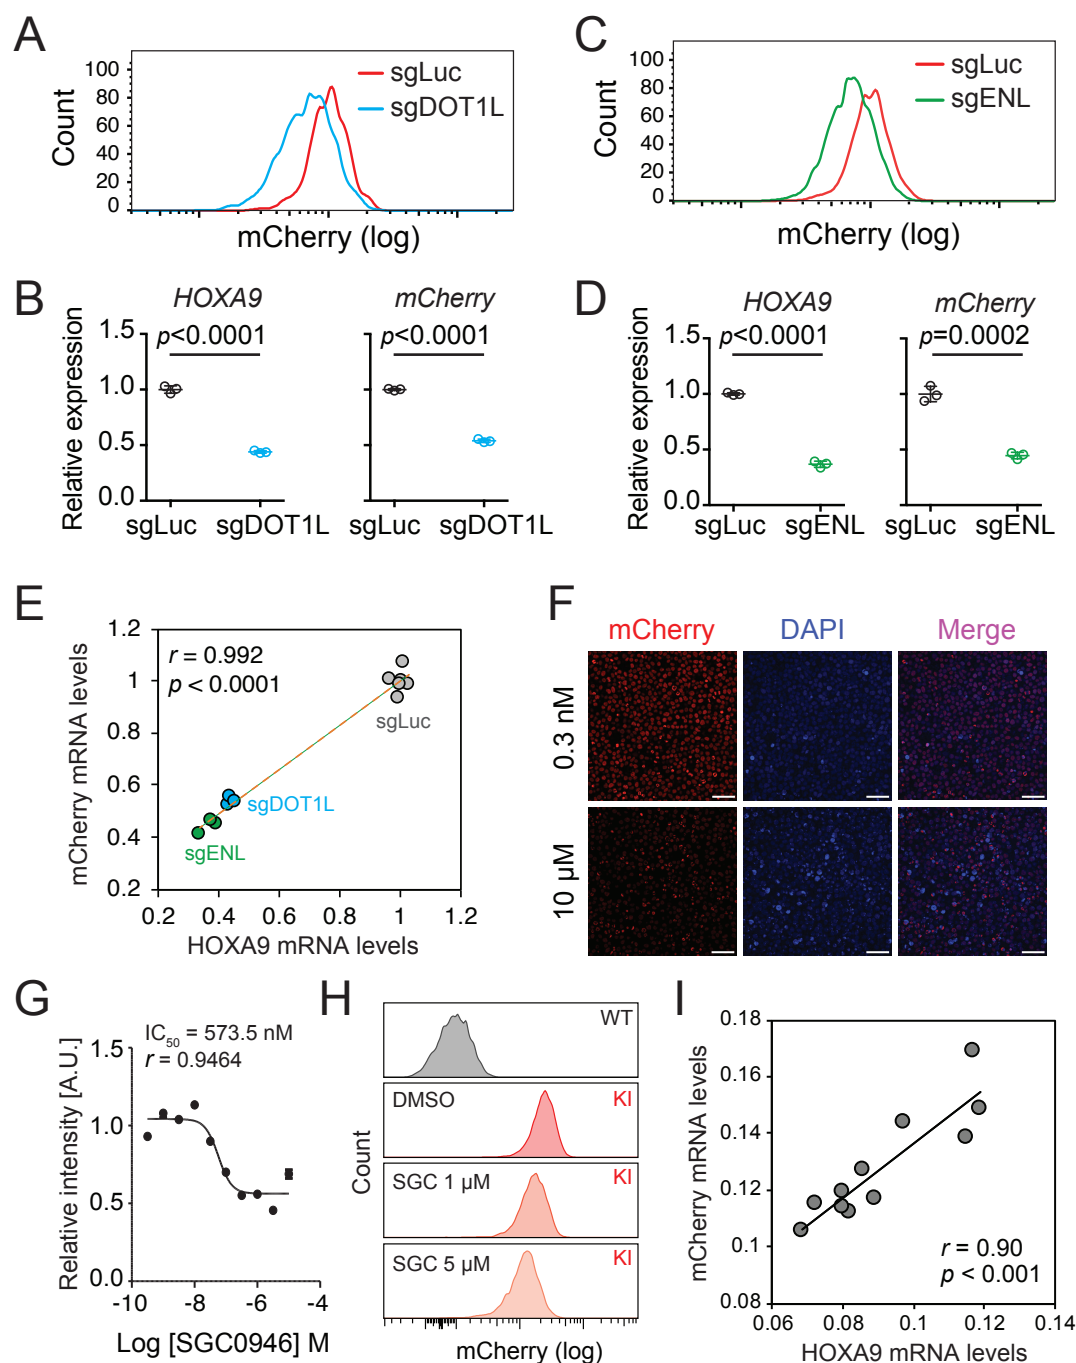 A
Count
100
80
60
40
20
0
sgLuc
sgDOT1L
mCherry (log)
C
Count
100
80
60
40
20
0
sgLuc
sgENL
mCherry (log)
B
Relative expression
HOXA9
p<0.0001
1.5
1.0
0.5
0.0
sgLuc sgDOT1L
mCherry
p<0.0001
sgLuc sgDOT1L
D
Relative expression
HOXA9
p<0.0001
1.5
1.0
0.5
0.0
sgLuc sgENL
mCherry
p=0.0002
sgLuc sgENL
E
mCherry mRNA levels
1.2
1
0.8
0.6
0.4
0.2
r = 0.992
p < 0.0001
sgLuc
sgDOT1L
sgENL
0.2 0.4 0.6 0.8 1 1.2
HOXA9 mRNA levels
F
mCherry DAPI Merge
0.3 nM
10 µM
G
Relative intensity [A.U.]
IC50 = 573.5 nM
r = 0.9464
1.5
1.0
0.5
0.0
-10 -8 -6 -4
Log [SGC0946] M
H
Count
WT
DMSO KI
SGC 1 µM KI
SGC 5 µM KI
mCherry (log)
I
mCherry mRNA levels
0.18
0.16
0.14
0.12
0.1
0.08
r = 0.90
p < 0.001
0.06 0.08 0.1 0.12 0.14
HOXA9 mRNA levels